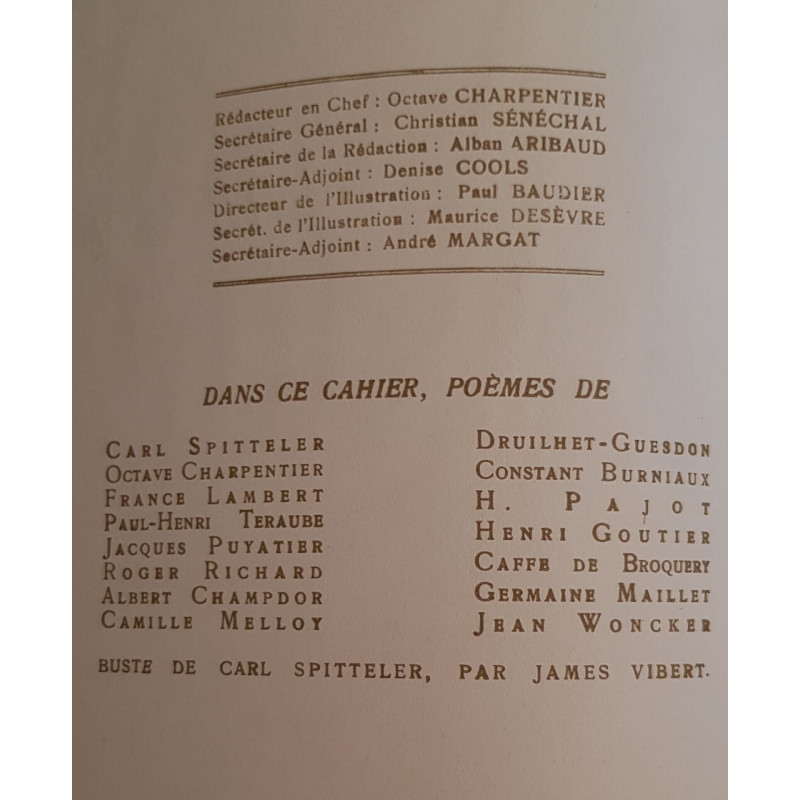 Rédacteur en Chef : Octave CHARPENTIER
Secrétaire Général : Christian SÉNÉCHAL
Secrétaire de la Rédaction : Alban ARIBAUD
Secrétaire-Adjoint : Denise COOLS
Directeur de l'Illustration : Paul BAUDIER
Secrét. de l'Illustration : Maurice DESÈVRE
Secrétaire-Adjoint : André MARGAT
DANS CE CAHIER, POÈMES DE
CARL SPITTELER
OCTAVE CHARPENTIER
FRANCE LAMBERT
PAUL-HENRI TERAUBE
JACQUES PUYATIER
ROGER RICHARD
ALBERT CHAMPDOR
CAMILLE MELLOY
DRUILHET-GUESDON
CONSTANT BURNIAUX
H. PAJOT
HENRI GOUTIER
CAFFE DE BROQUERY
GERMAINE MAILLET
JEAN WONCKER
BUSTE DE CARL SPITTELER, PAR JAMES VIBERT.